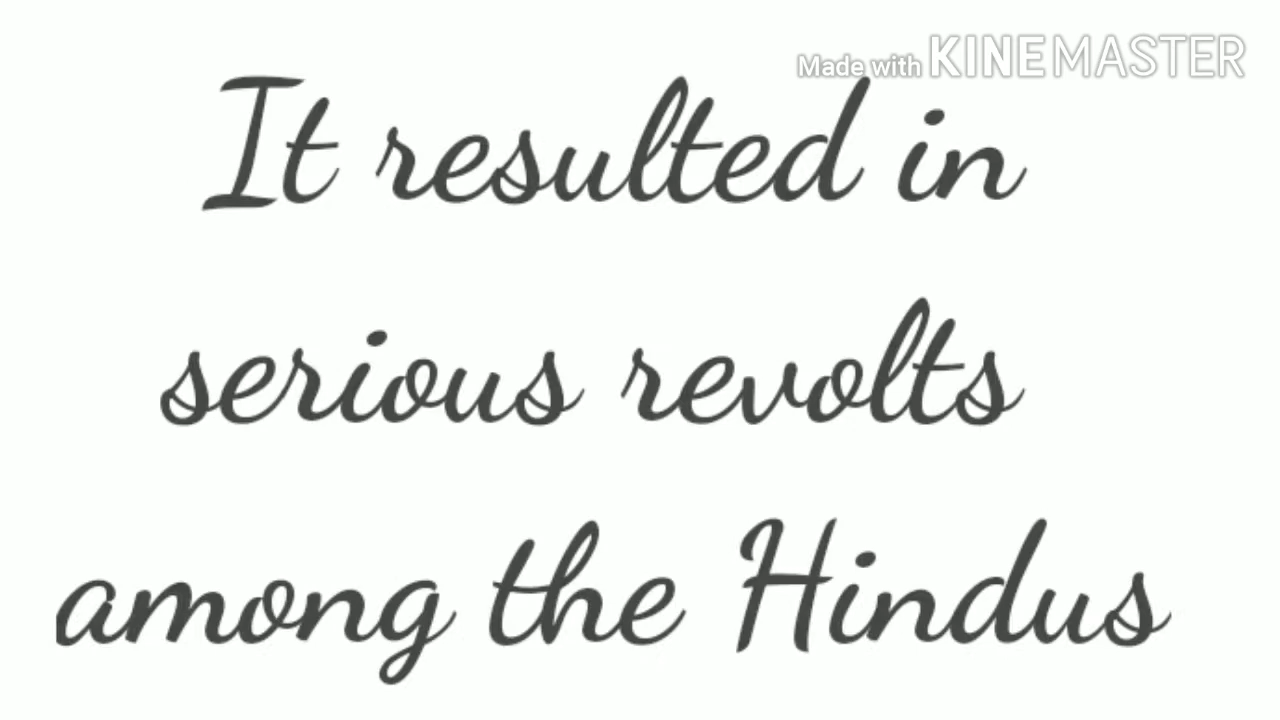 Made with KINEMASTER
It resulted in
serious revolts
among the Hindus